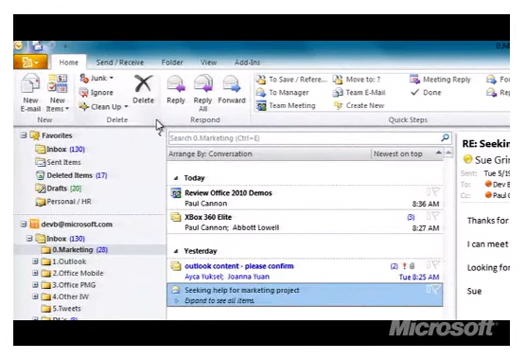 Home Send / Receive Folder View Add-Ins
New E-mail
New Items
Junk
Ignore
Clean Up
Delete
Reply
Reply All
Forward
To Save / Refere...
To Manager
Team Meeting
Move to: ?
Team E-Mail
Create New
Meeting Reply
Done
New Delete Respond Quick Steps
Favorites
Inbox (130)
Sent Items
Deleted Items (17)
Drafts [20]
Personal / HR
devb@microsoft.com
Inbox (130)
0.Marketing (28)
1.Outlook
2.Office Mobile
3.Office PMG
4.Other IW
5.Tweets
Search 0.Marketing (Ctrl+E)
Arrange By: Conversation Newest on top
Today
Review Office 2010 Demos
Paul Cannon 8:36 AM
XBox 360 Elite (3)
Paul Cannon; Abbott Lowell 8:27 AM
Yesterday
outlook content - please confirm (2)
Ayca Yuksel; Joanna Yuan Tue 8:25 AM
Seeking help for marketing project
Expand to see all items.
RE: Seekin
Sue Grin
Sent: Tue 5/1
To: Dev B
Cc: Paul C
Thanks for
I can meet
Looking for
Sue
Microsoft